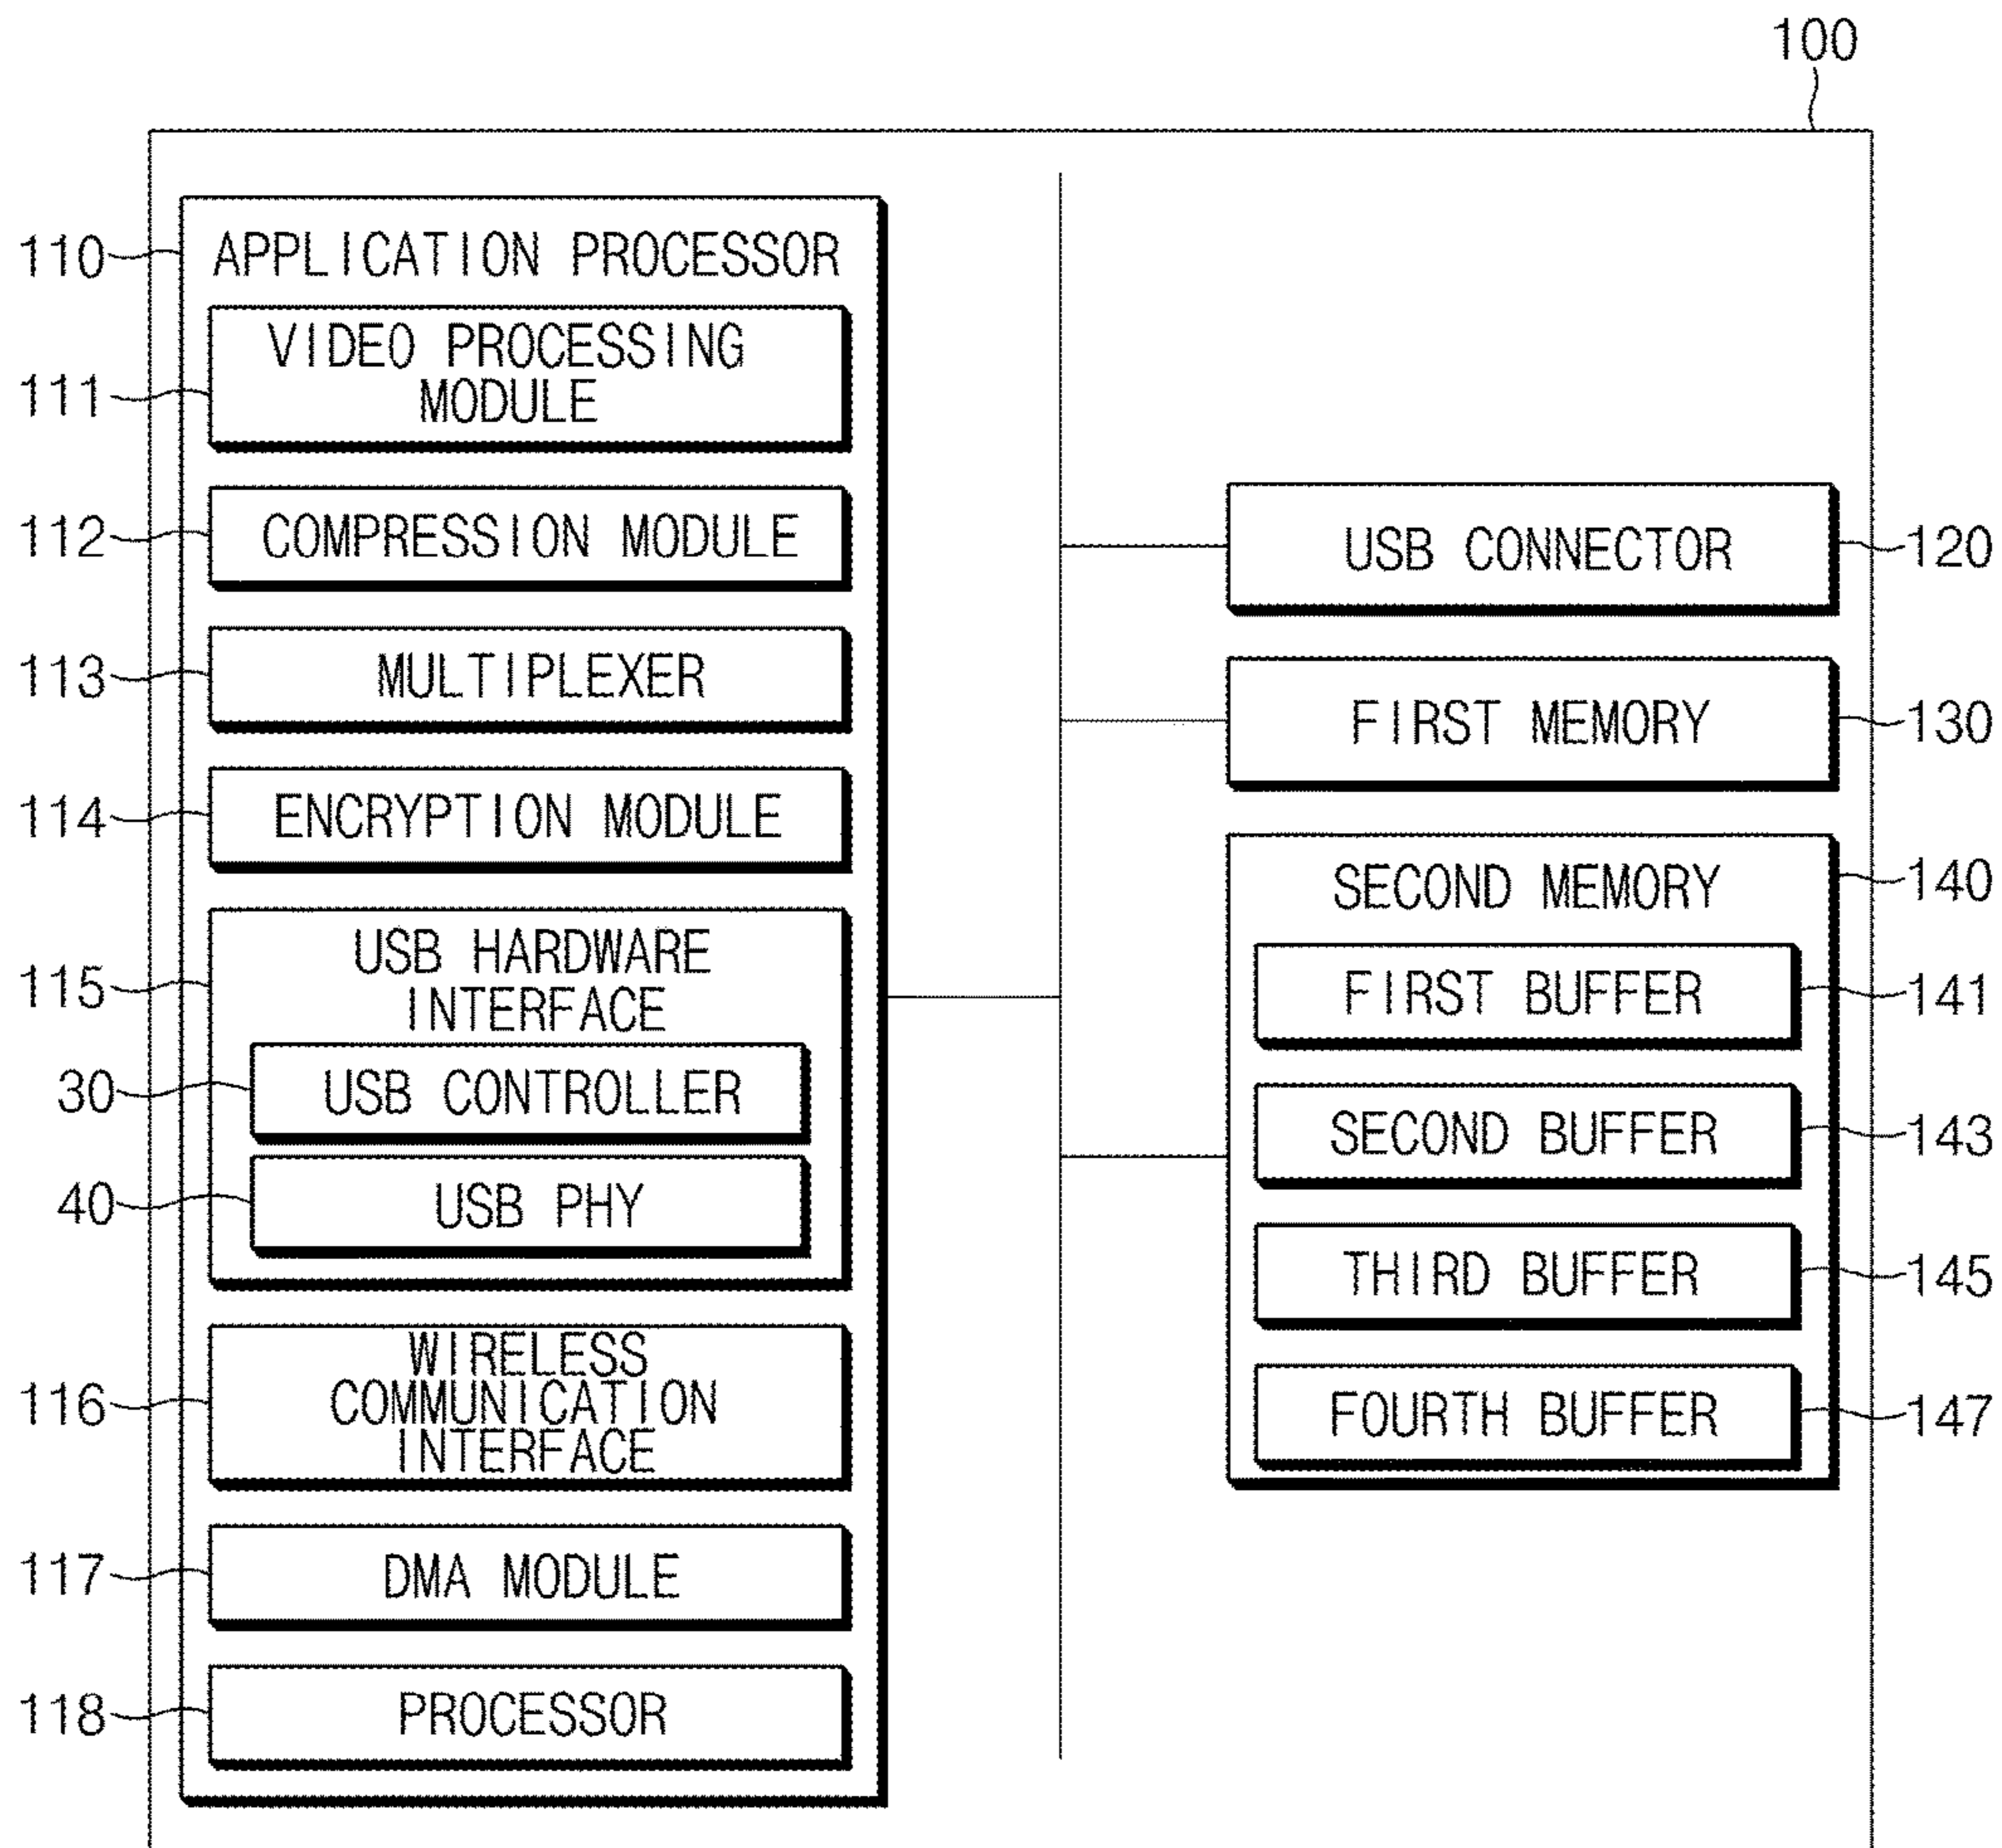 100
110 APPLICATION PROCESSOR
VIDEO PROCESSING
111 MODULE
112 COMPRESSION MODULE
113 MULTIPLEXER
114 ENCRYPTION MODULE
USB HARDWARE
115 INTERFACE
30 USB CONTROLLER
40 USB PHY
WIRELESS
116 COMMUNICATION
INTERFACE
117 DMA MODULE
118 PROCESSOR
USB CONNECTOR 120
FIRST MEMORY 130
SECOND MEMORY 140
FIRST BUFFER 141
SECOND BUFFER 143
THIRD BUFFER 145
FOURTH BUFFER 147